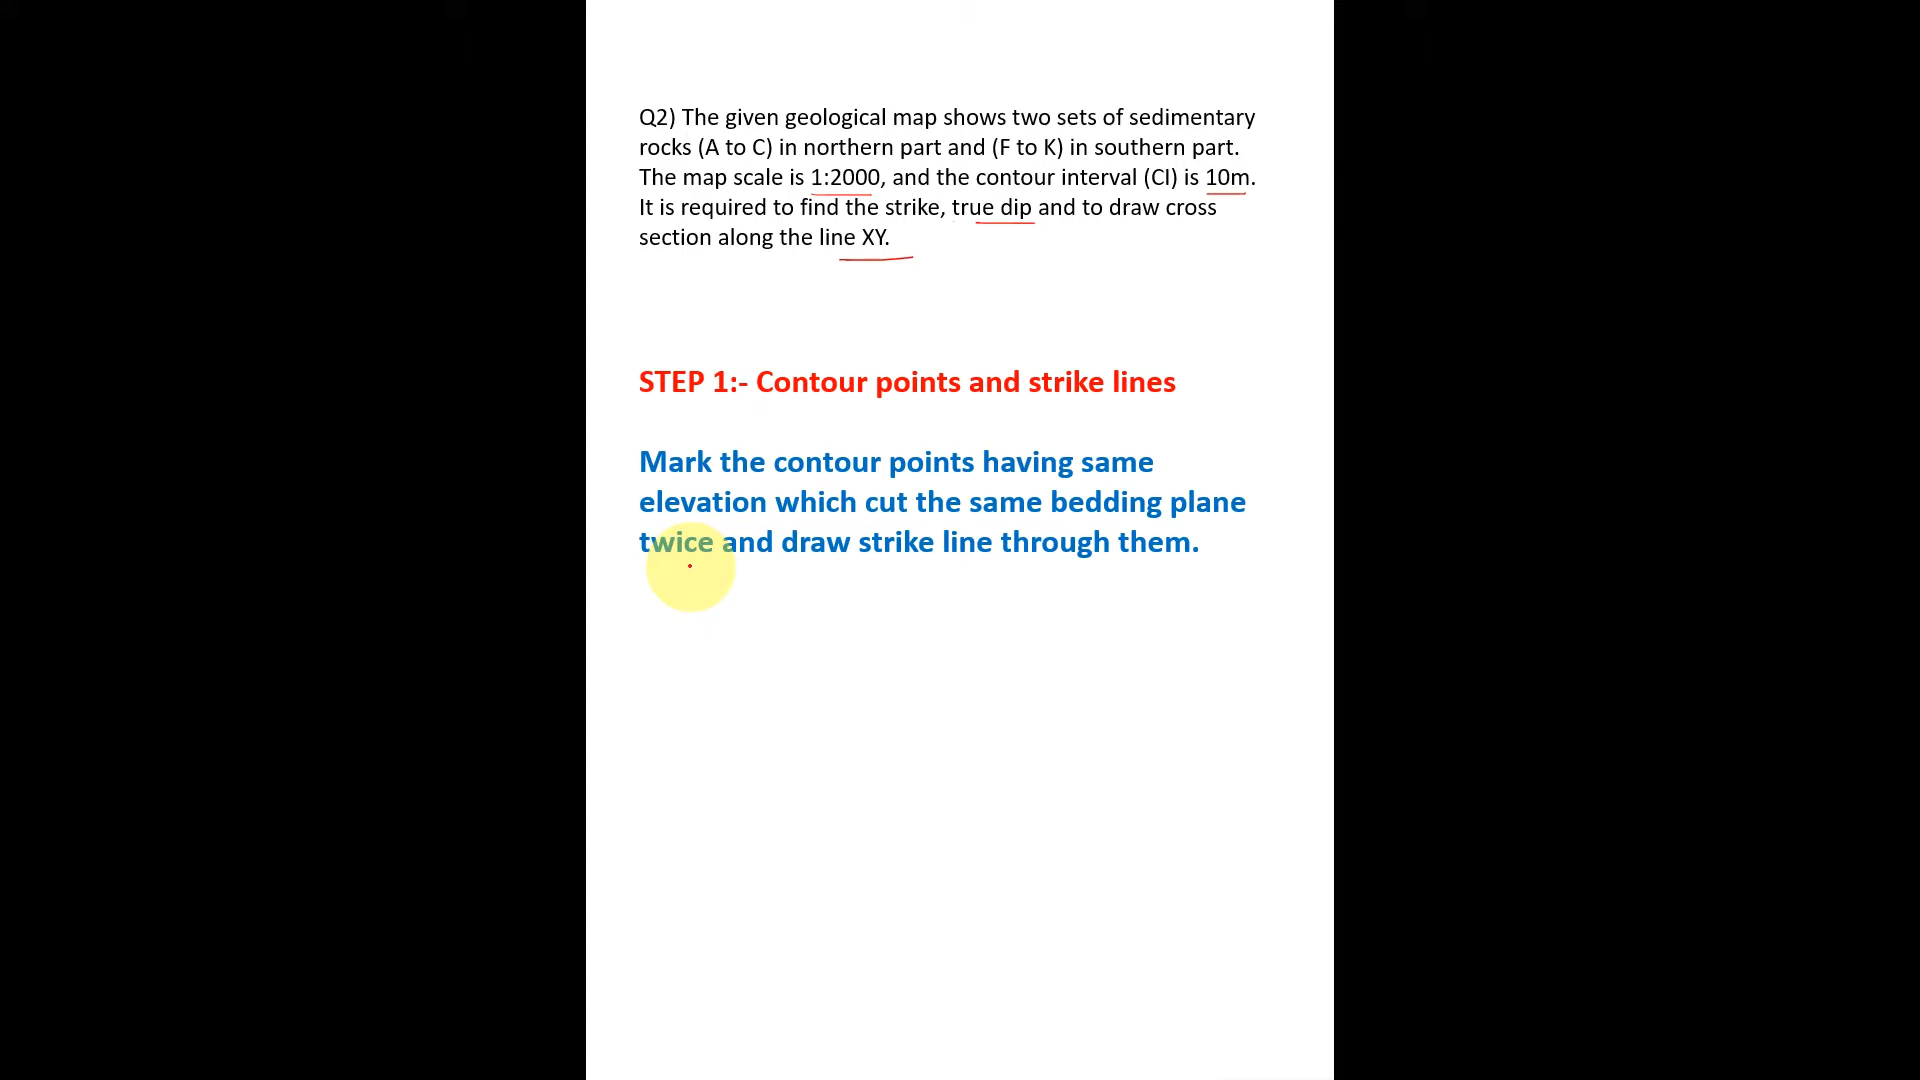 Q2) The given geological map shows two sets of sedimentary
rocks (A to C) in northern part and (F to K) in southern part.
The map scale is 1:2000, and the contour interval (CI) is 10m.
It is required to find the strike, true dip and to draw cross
section along the line XY.
STEP 1:- Contour points and strike lines
Mark the contour points having same
elevation which cut the same bedding plane
twice and draw strike line through them.